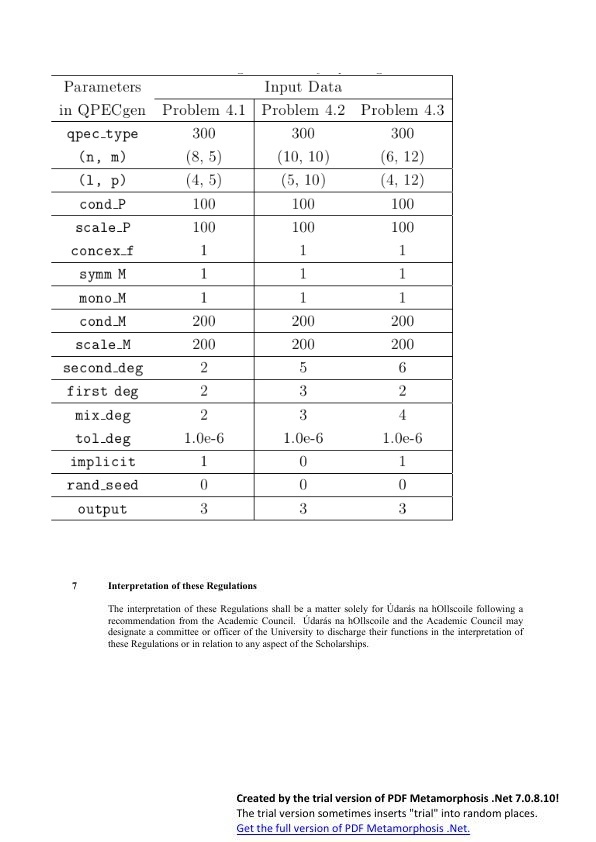 Parameters Input Data
in QPECgen Problem 4.1 Problem 4.2 Problem 4.3
qpec_type 300 300 300
(n, m) (8, 5) (10, 10) (6, 12)
(l, p) (4, 5) (5, 10) (4, 12)
cond_P 100 100 100
scale_P 100 100 100
concex_f 1 1 1
symm M 1 1 1
mono_M 1 1 1
cond_M 200 200 200
scale_M 200 200 200
second_deg 2 5 6
first deg 2 3 2
mix_deg 2 3 4
tol_deg 1.0e-6 1.0e-6 1.0e-6
implicit 1 0 1
rand_seed 0 0 0
output 3 3 3
7 Interpretation of these Regulations
The interpretation of these Regulations shall be a matter solely for Údarás na hOllscoile following a
recommendation from the Academic Council. Údarás na hOllscoile and the Academic Council may
designate a committee or officer of the University to discharge their functions in the interpretation of
these Regulations or in relation to any aspect of the Scholarships.
Created by the trial version of PDF Metamorphosis .Net 7.0.8.10!
The trial version sometimes inserts "trial" into random places.
Get the full version of PDF Metamorphosis .Net.